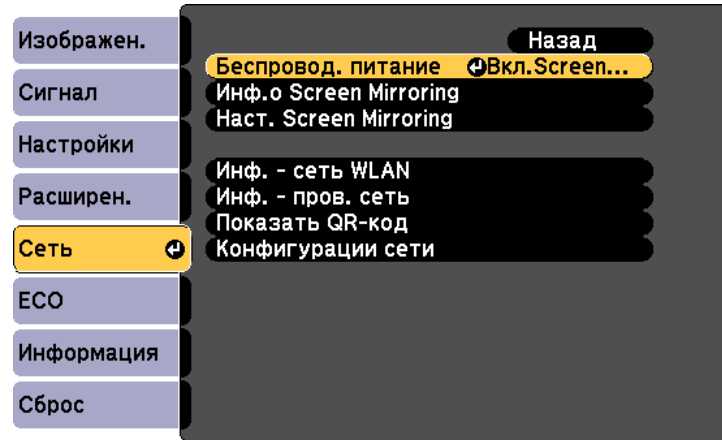 Изображен.
Сигнал
Настройки
Расширен.
Сеть
ECO
Информация
Сброс
Назад
Беспровод. питание Вкл.Screen...
Инф.о Screen Mirroring
Наст. Screen Mirroring
Инф. - сеть WLAN
Инф. - пров. сеть
Показать QR-код
Конфигурации сети